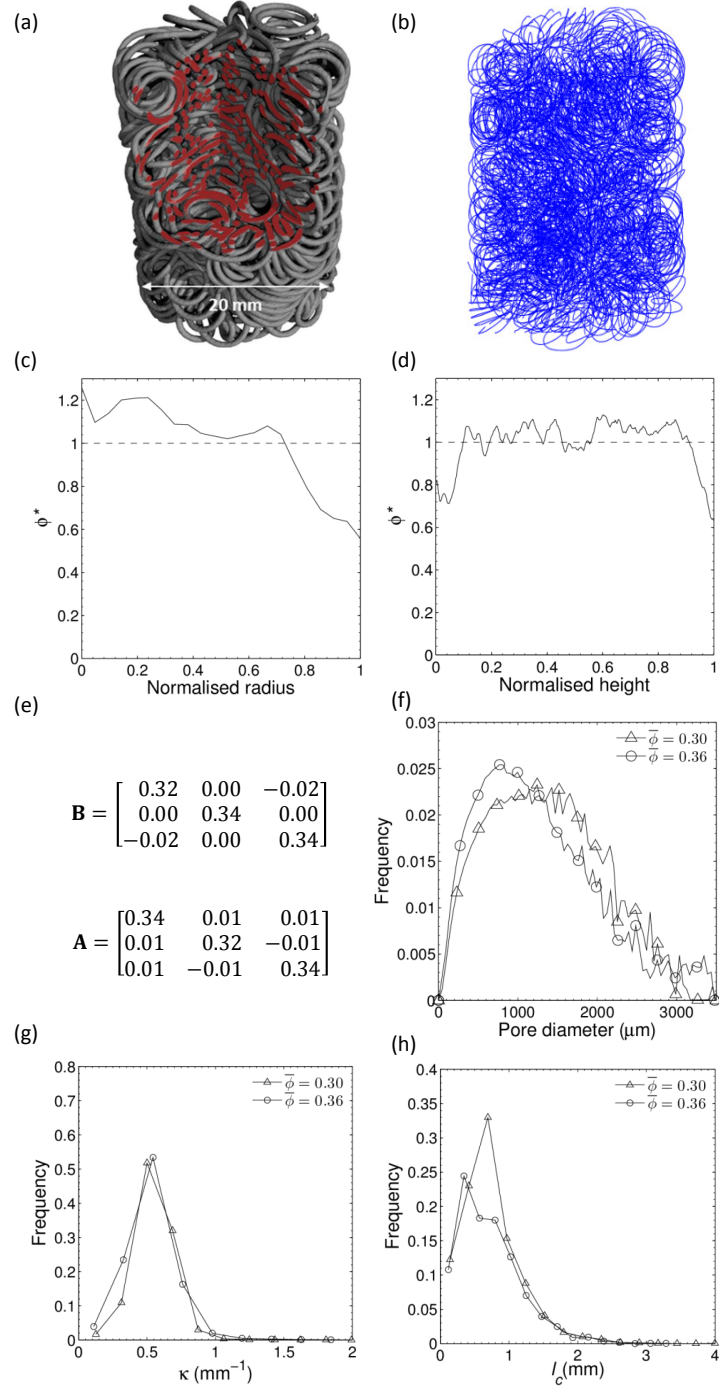 (a)
(b)
20 mm
(c)
(d)
1.2
1
0.8
0.6
0.4
0.2
0
ϕ*
0 0.2 0.4 0.6 0.8 1
Normalised radius
1.2
1
0.8
0.6
0.4
0.2
0
ϕ*
0 0.2 0.4 0.6 0.8 1
Normalised height
(e)
B = [ 0.32 0.00 −0.02
0.00 0.34 0.00
−0.02 0.00 0.34 ]
A = [ 0.34 0.01 0.01
0.01 0.32 −0.01
0.01 −0.01 0.34 ]
(f)
0.03
0.025
0.02
0.015
0.01
0.005
0
Frequency
ϕ̅ = 0.30
ϕ̅ = 0.36
0 1000 2000 3000
Pore diameter (μm)
(g)
0.8
0.7
0.6
0.5
0.4
0.3
0.2
0.1
0
Frequency
ϕ̅ = 0.30
ϕ̅ = 0.36
0 0.5 1 1.5 2
κ (mm⁻¹)
(h)
0.4
0.35
0.3
0.25
0.2
0.15
0.1
0.05
0
Frequency
ϕ̅ = 0.30
ϕ̅ = 0.36
0 1 2 3 4
l_c(mm)